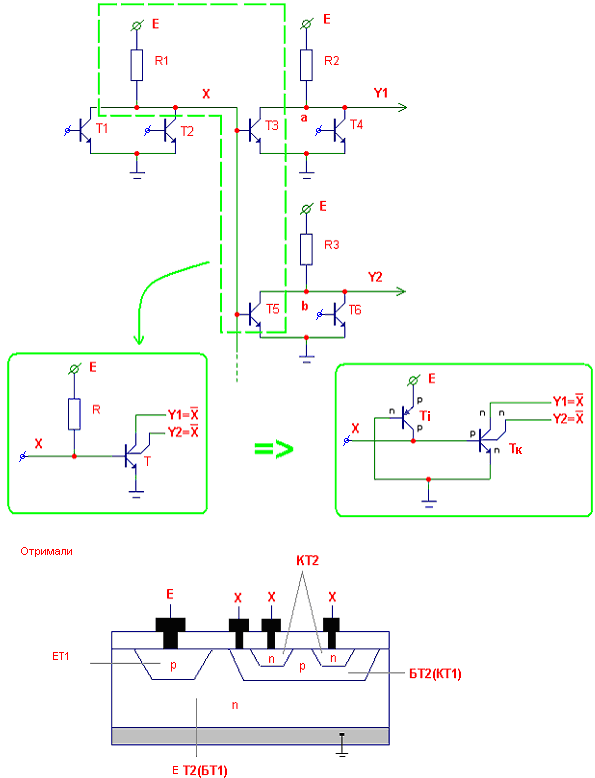 E E
R1 R2
X Y1
a
T1 T2 T3 T4
E
R3
Y2
b
T5 T6
E E
R Y1=X̅ p n n Y1=X̅
X Y2=X̅ n Ti Y2=X̅
T X p p Tк
=> n
Отримали
КТ2
E X X X
ЕТ1 p n p n
БТ2(КТ1)
n
Е Т2(БТ1)